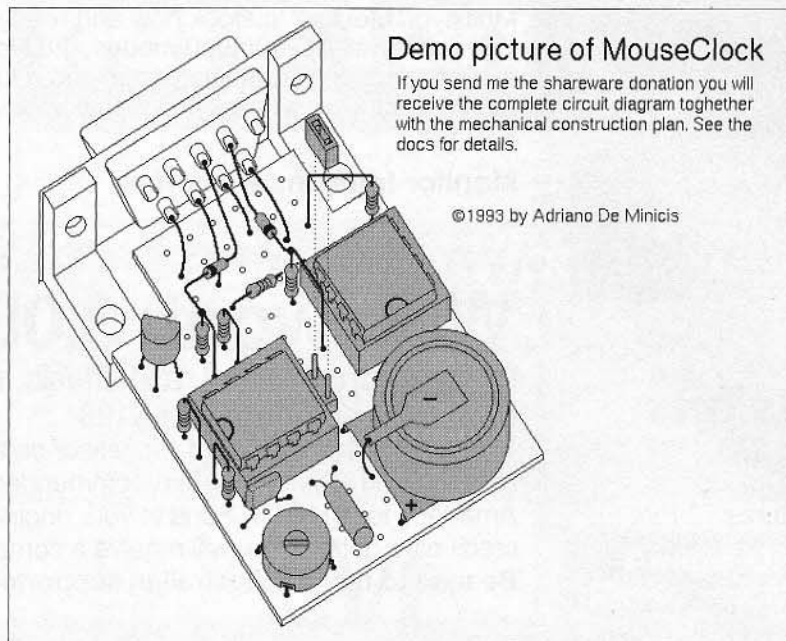 Demo picture of MouseClock
If you send me the shareware donation you will
receive the complete circuit diagram toghether
with the mechanical construction plan. See the
docs for details.
©1993 by Adriano De Minicis
-
+